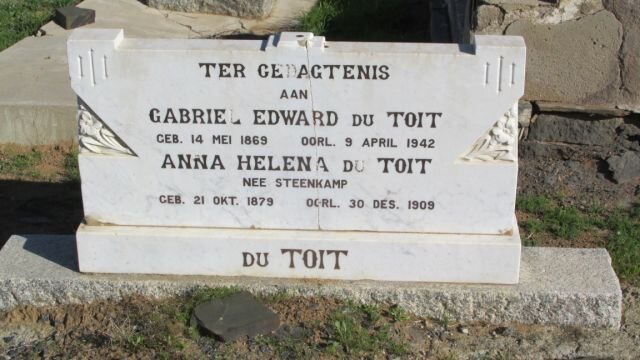 TER GEDAGTENIS
AAN
GABRIEL EDWARD DU TOIT
GEB. 14 MEI 1869 OORL. 9 APRIL 1942
ANNA HELENA DU TOIT
NEE STEENKAMP
GEB. 21 OKT. 1879 OORL. 30 DES. 1909
DU TOIT